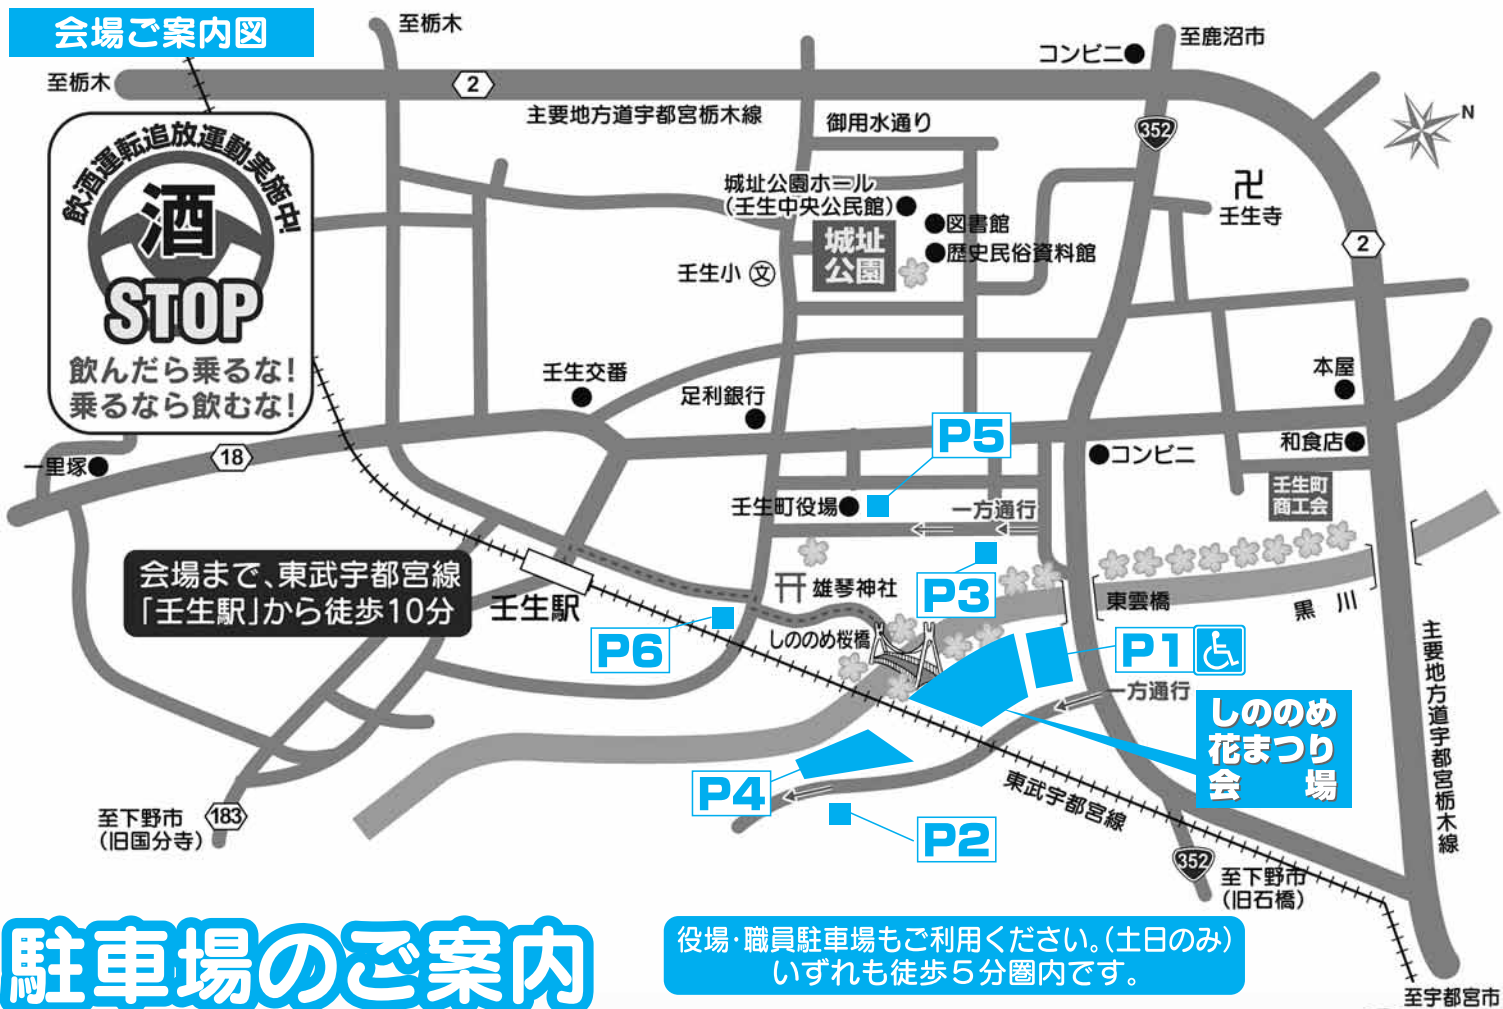 会場ご案内図
至栃木
至栃木
2
主要地方道宇都宮栃木線
コンビニ
至鹿沼市
352
N
御用水通り
飲酒運転追放運動実施中!
酒
STOP
飲んだら乗るな!
乗るなら飲むな!
城址公園ホール
(壬生中央公民館)
図書館
歴史民俗資料館
城址
公園
壬生小
文
卍
壬生寺
2
壬生交番
足利銀行
本屋
和食店
P5
コンビニ
一里塚
18
壬生町
商工会
壬生町役場
一方通行
会場まで、東武宇都宮線
「壬生駅」から徒歩10分
壬生駅
雄琴神社
P3
東雲橋
黒川
P6
しののめ桜橋
P1
一方通行
主要地方道宇都宮栃木線
しののめ
花まつり
会場
P4
東武宇都宮線
P2
至下野市
(旧国分寺)
183
352
至下野市
(旧石橋)
駐車場のご案内
役場・職員駐車場もご利用ください。(土日のみ)
いずれも徒歩5分圏内です。
至宇都宮市